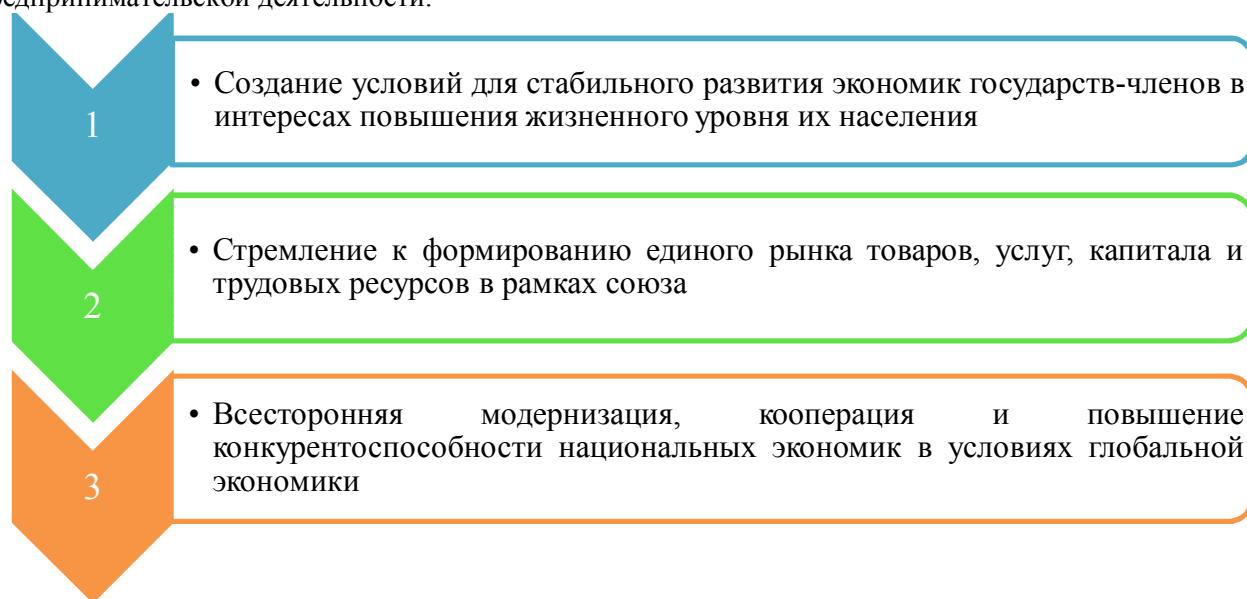 едпринимательской деятельности.
1
• Создание условий для стабильного развития экономик государств-членов в
интересах повышения жизненного уровня их населения
2
• Стремление к формированию единого рынка товаров, услуг, капитала и
трудовых ресурсов в рамках союза
3
• Всесторонняя модернизация, кооперация и повышение
конкурентоспособности национальных экономик в условиях глобальной
экономики